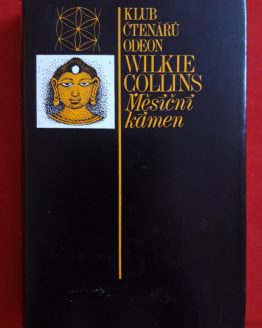 KLUB
ČTENÁŘŮ
ODEON
WILKIE
COLLINS
Měsíční
kámen